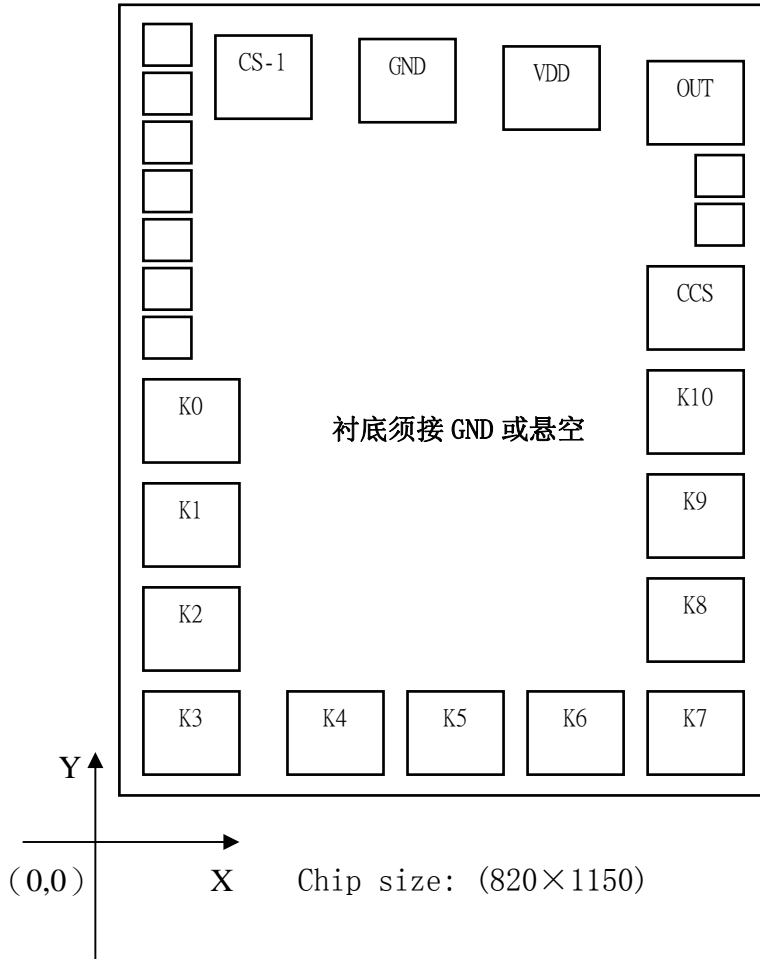 CS-1
GND
VDD
OUT
CCS
K0
K10
衬底须接 GND 或悬空
K1
K9
K2
K8
K3
K4
K5
K6
K7
Y
(0,0)
X
Chip size: (820×1150)